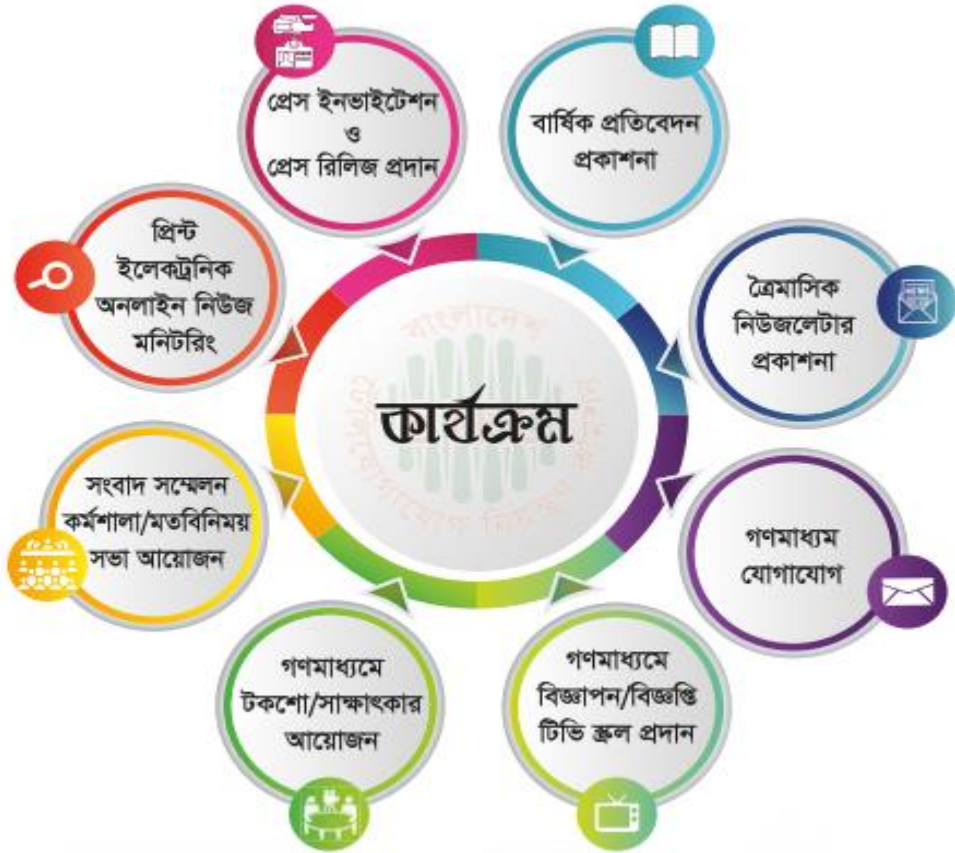 প্রেস ইনভাইটেশন
ও
প্রেস রিলিজ প্রদান
বার্ষিক প্রতিবেদন
প্রকাশনা
ত্রৈমাসিক
নিউজলেটার
প্রকাশনা
গণমাধ্যম
যোগাযোগ
গণমাধ্যমে
বিজ্ঞাপন/বিজ্ঞপ্তি
টিভি স্ক্রল প্রদান
গণমাধ্যমে
টকশো/সাক্ষাৎকার
আয়োজন
সংবাদ সম্মেলন
কর্মশালা/মতবিনিময়
সভা আয়োজন
প্রিন্ট
ইলেকট্রনিক
অনলাইন নিউজ
মনিটরিং
বাংলাদেশ
কার্যক্রম